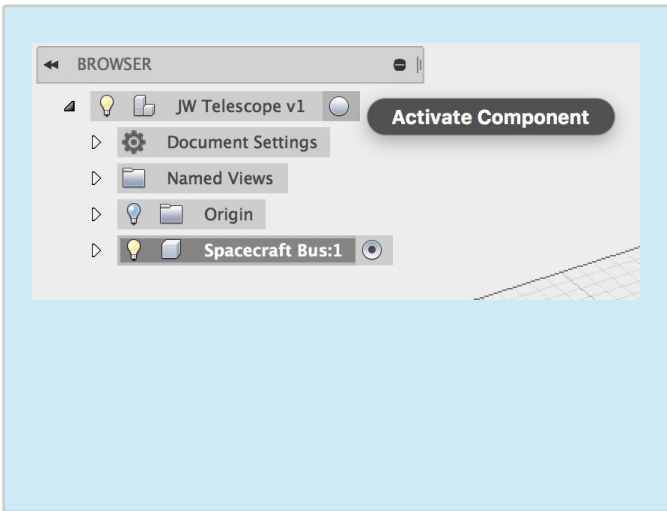 BROWSER
JW Telescope v1
Activate Component
Document Settings
Named Views
Origin
Spacecraft Bus:1